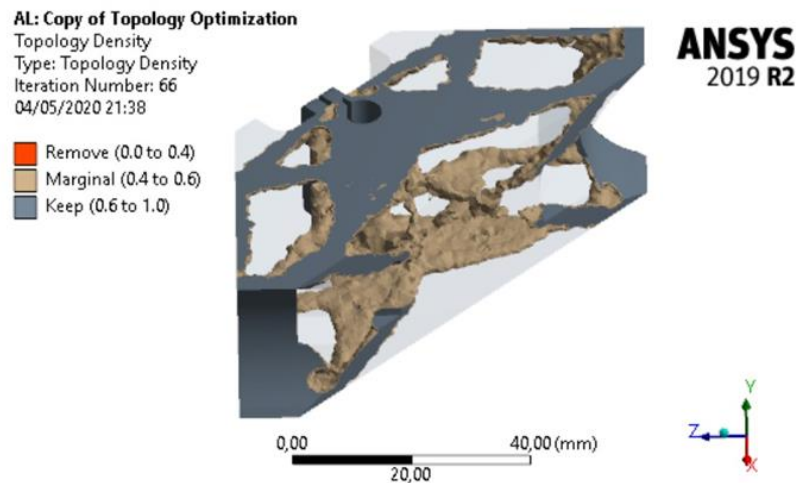 AL: Copy of Topology Optimization
Topology Density
Type: Topology Density
Iteration Number: 66
04/05/2020 21:38
Remove (0.0 to 0.4)
Marginal (0.4 to 0.6)
Keep (0.6 to 1.0)
ANSYS
2019 R2
0,00
40,00 (mm)
20,00
Y
Z
X